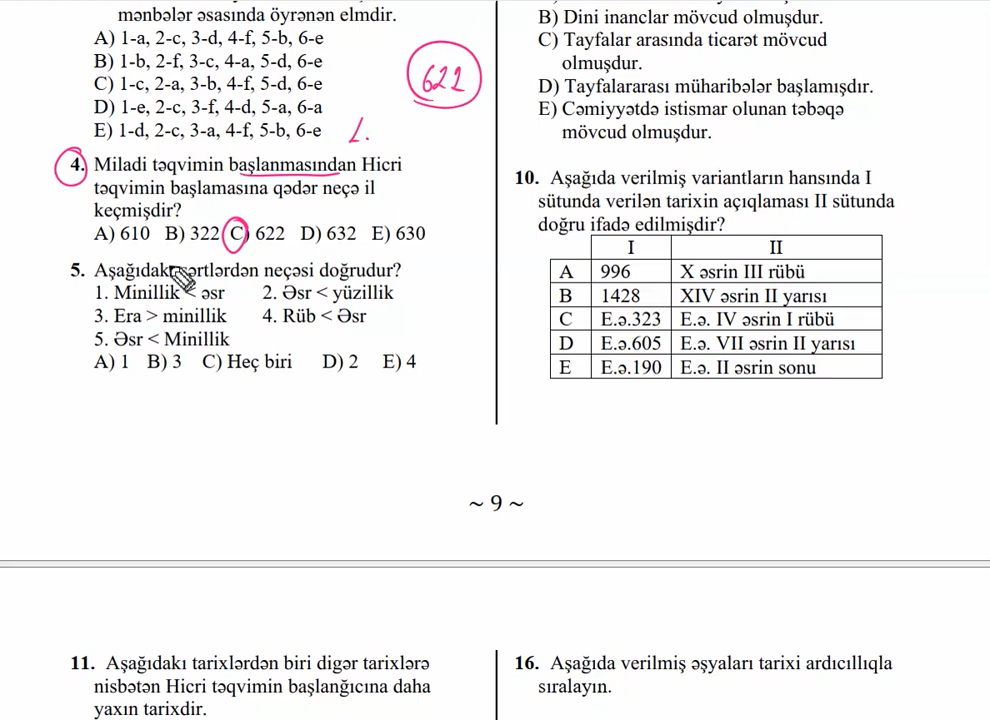 mənbələr əsasında öyrənən elmdir.
A) 1-a, 2-c, 3-d, 4-f, 5-b, 6-e
B) 1-b, 2-f, 3-c, 4-a, 5-d, 6-e
C) 1-c, 2-a, 3-b, 4-f, 5-d, 6-e
D) 1-e, 2-c, 3-f, 4-d, 5-a, 6-a
E) 1-d, 2-c, 3-a, 4-f, 5-b, 6-e
622
4. Miladi təqvimin başlanmasından Hicri
təqvimin başlamasına qədər neçə il
keçmişdir?
A) 610 B) 322 C) 622 D) 632 E) 630
5. Aşağıdakı şərtlərdən neçəsi doğrudur?
1. Minillik < əsr 2. Əsr < yüzillik
3. Era > minillik 4. Rüb < Əsr
5. Əsr < Minillik
A) 1 B) 3 C) Heç biri D) 2 E) 4
B) Dini inanclar mövcud olmuşdur.
C) Tayfalar arasında ticarət mövcud
olmuşdur.
D) Tayfalararası müharibələr başlamışdır.
E) Cəmiyyətdə istismar olunan təbəqə
mövcud olmuşdur.
10. Aşağıda verilmiş variantların hansında I
sütunda verilən tarixin açıqlaması II sütunda
doğru ifadə edilmişdir?
I II
A 996 X əsrin III rübü
B 1428 XIV əsrin II yarısı
C E.ə.323 E.ə. IV əsrin I rübü
D E.ə.605 E.ə. VII əsrin II yarısı
E E.ə.190 E.ə. II əsrin sonu
~ 9 ~
11. Aşağıdakı tarixlərdən biri digər tarixlərə
nisbətən Hicri təqvimin başlanğıcına daha
yaxın tarixdir.
16. Aşağıda verilmiş əşyaları tarixi ardıcıllıqla
sıralayın.